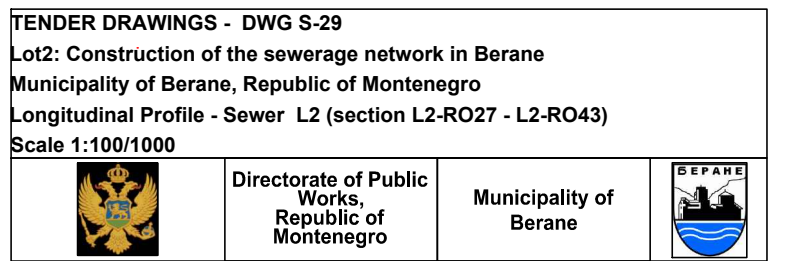 TENDER DRAWINGS - DWG S-29
Lot2: Construction of the sewerage network in Berane
Municipality of Berane, Republic of Montenegro
Longitudinal Profile - Sewer L2 (section L2-RO27 - L2-RO43)
Scale 1:100/1000
Directorate of Public
Works,
Republic of
Montenegro
Municipality of
Berane
БЕРАНЕ